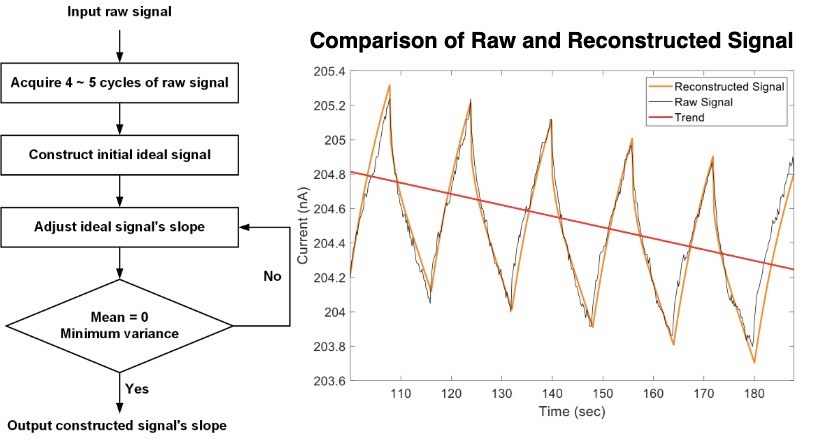 Input raw signal
Acquire 4 ~ 5 cycles of raw signal
Construct initial ideal signal
Adjust ideal signal's slope
No
Mean = 0
Minimum variance
Yes
Output constructed signal's slope
Comparison of Raw and Reconstructed Signal
205.4
205.2
205
204.8
204.6
204.4
204.2
204
203.8
203.6
Current (nA)
Reconstructed Signal
Raw Signal
Trend
110 120 130 140 150 160 170 180
Time (sec)